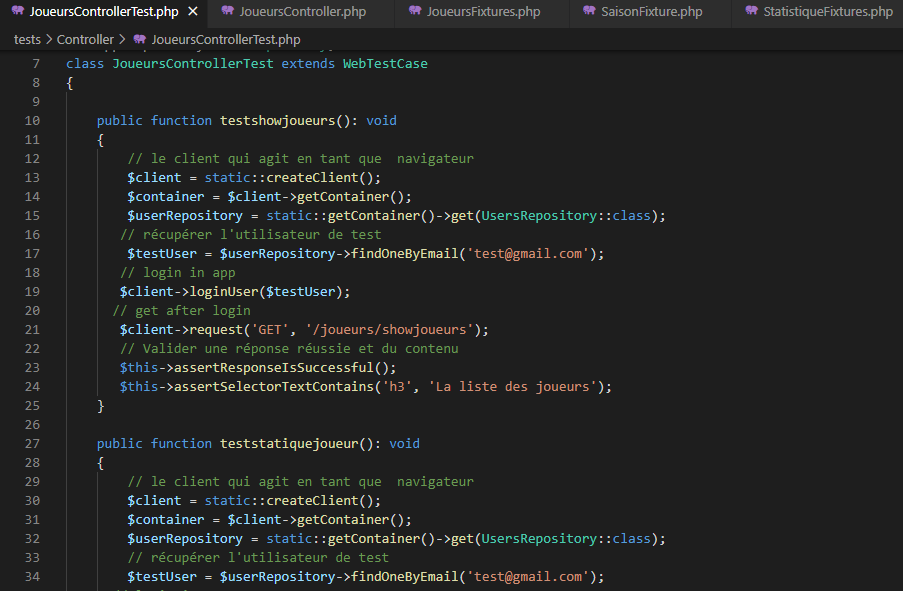 JoueursControllerTest.php × JoueursController.php JoueursFixtures.php SaisonFixture.php StatistiqueFixtures.php
tests > Controller > JoueursControllerTest.php
7 class JoueursControllerTest extends WebTestCase
8 {
9
10 public function testshowjoueurs(): void
11 {
12 // le client qui agit en tant que  navigateur
13 $client = static::createClient();
14 $container = $client->getContainer();
15 $userRepository = static::getContainer()->get(UsersRepository::class);
16 // récupérer l'utilisateur de test
17 $testUser = $userRepository->findOneByEmail('test@gmail.com');
18 // login in app
19 $client->loginUser($testUser);
20 // get after login
21 $client->request('GET', '/joueurs/showjoueurs');
22 // Valider une réponse réussie et du contenu
23 $this->assertResponseIsSuccessful();
24 $this->assertSelectorTextContains('h3', 'La liste des joueurs');
25 }
26
27 public function teststatiquejoueur(): void
28 {
29 // le client qui agit en tant que  navigateur
30 $client = static::createClient();
31 $container = $client->getContainer();
32 $userRepository = static::getContainer()->get(UsersRepository::class);
33 // récupérer l'utilisateur de test
34 $testUser = $userRepository->findOneByEmail('test@gmail.com');